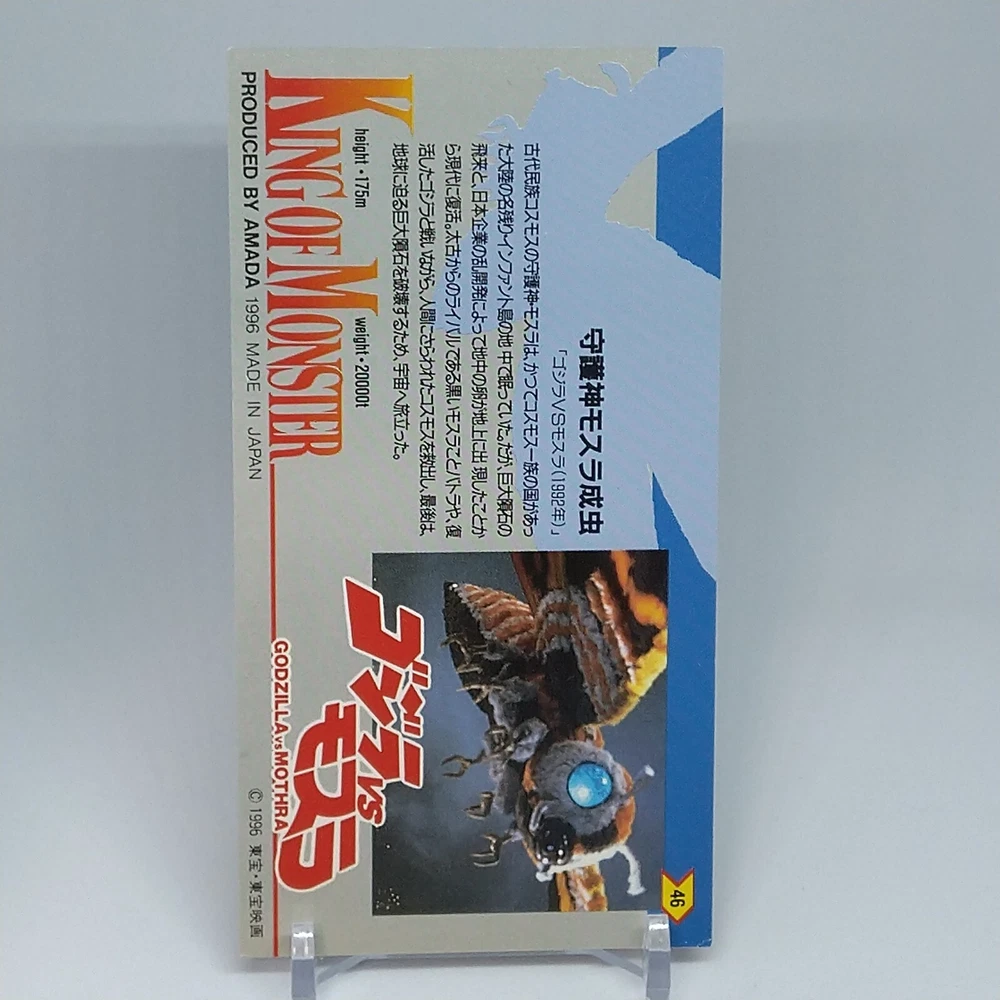 46
守護神モスラ成虫
「ゴジラVSモスラ(1992年)」
古代民族コスモスの守護神・モスラは、かつてコスモス一族の国があっ
た大陸の名残り・インファント島の地中で眠っていた。だが、巨大隕石の
飛来と、日本企業の乱開発によって地中の卵が地上に出現したことか
ら現代に復活。太古からのライバルである黒いモスラことバトラや、復
活したゴジラと戦いながら、人間にさらわれたコスモスを救出し、最後は、
地球に迫る巨大隕石を破壊するため、宇宙へ旅立った。
height・175m weight・20000t
KING OF MONSTER
ゴジラVSモスラ
GODZILLA vs MOTHRA
PRODUCED BY AMADA 1996 MADE IN JAPAN
© 1996 東宝・東宝映画